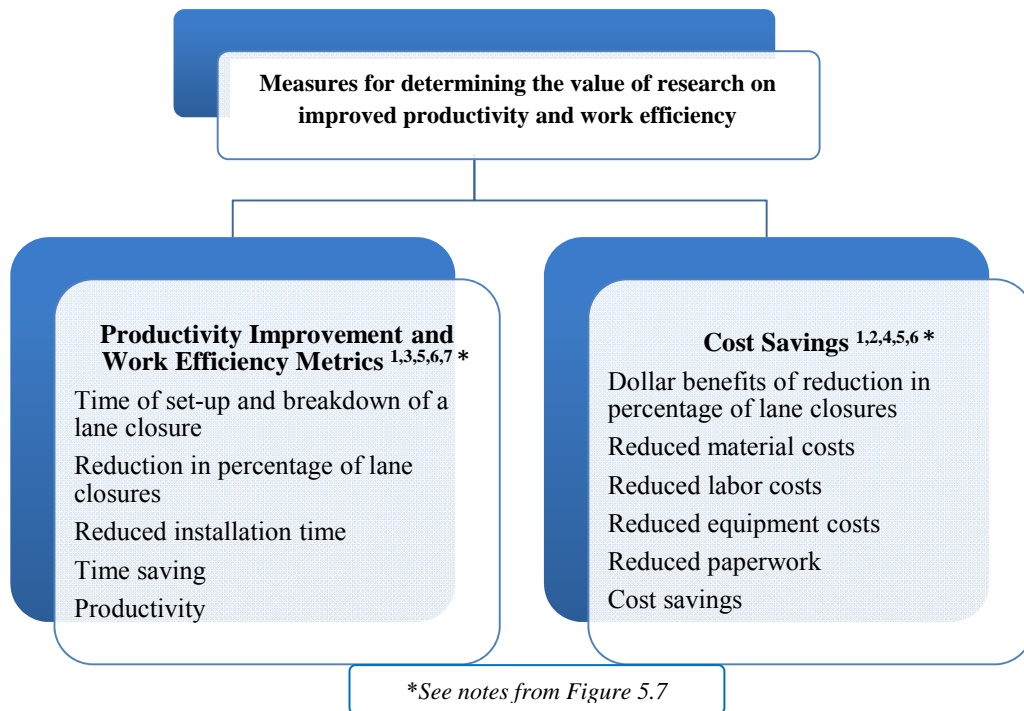 Measures for determining the value of research on
improved productivity and work efficiency
Productivity Improvement and
Work Efficiency Metrics 1,3,5,6,7 *
Time of set-up and breakdown of a
lane closure
Reduction in percentage of lane
closures
Reduced installation time
Time saving
Productivity
Cost Savings 1,2,4,5,6 *
Dollar benefits of reduction in
percentage of lane closures
Reduced material costs
Reduced labor costs
Reduced equipment costs
Reduced paperwork
Cost savings
*See notes from Figure 5.7